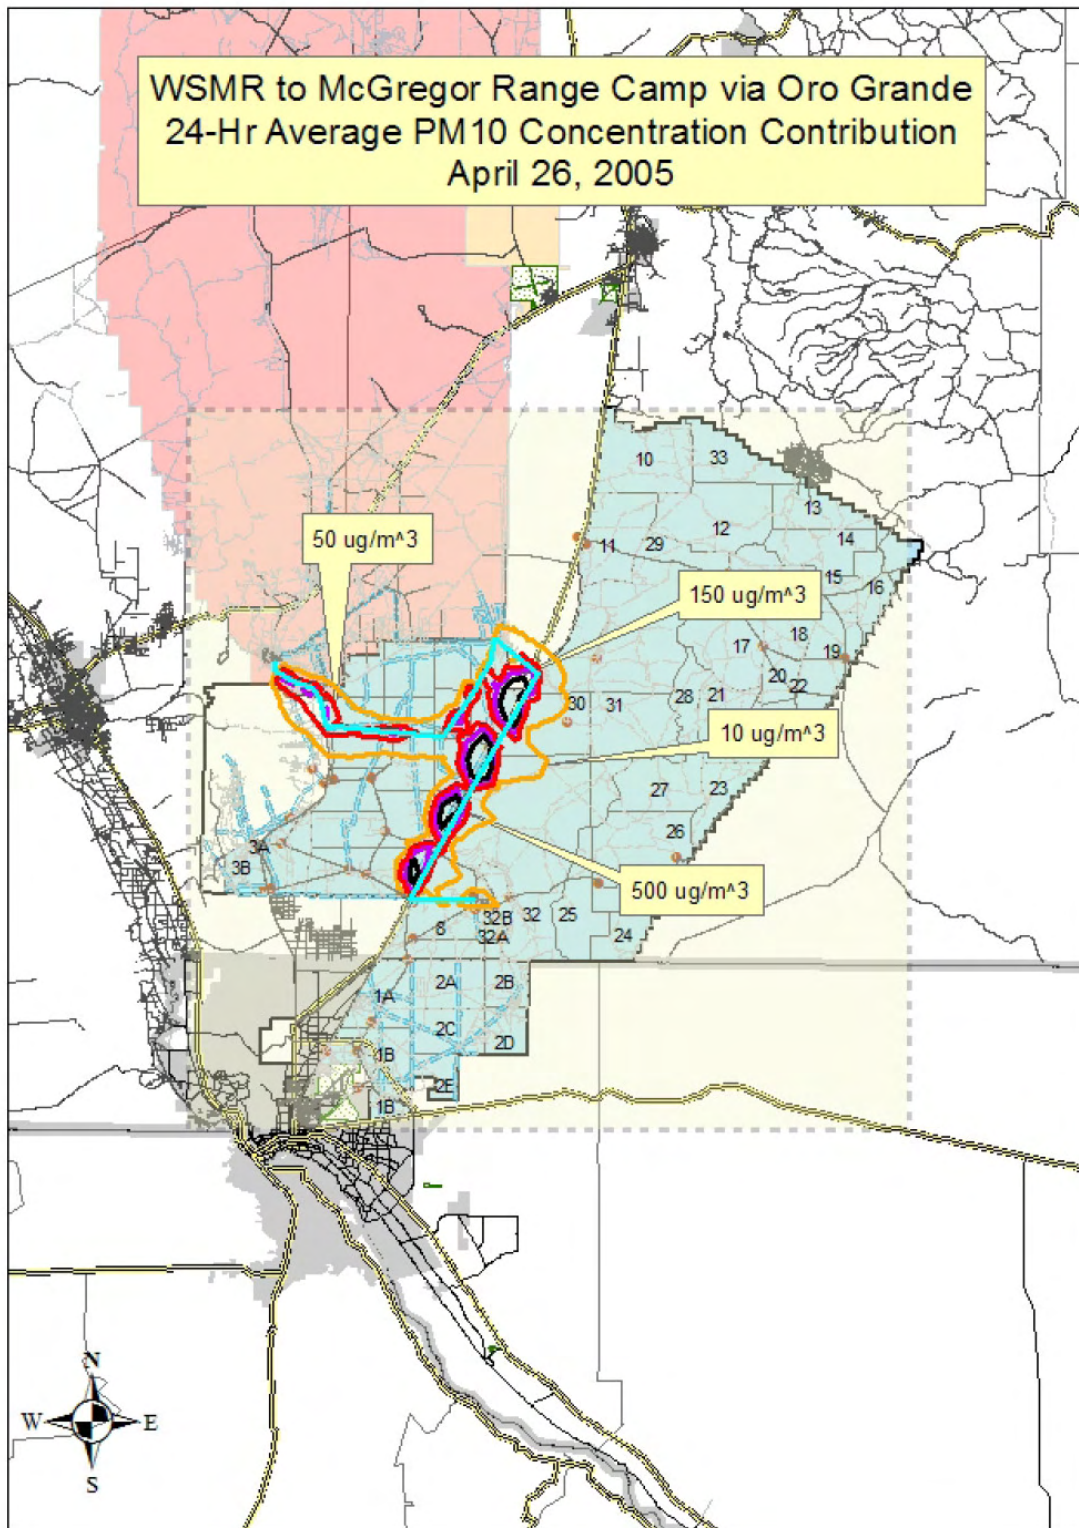 WSMR to McGregor Range Camp via Oro Grande
24-Hr Average PM10 Concentration Contribution
April 26, 2005
10
33
13
50 ug/m^3
12
14
11
29
15
16
150 ug/m^3
18
17
19
20
22
28
21
30
31
10 ug/m^3
27
23
26
3A
3B
500 ug/m^3
32B
32
25
8
32A
24
2A
2B
1A
2C
2D
1B
2E
1B
N
W
E
S